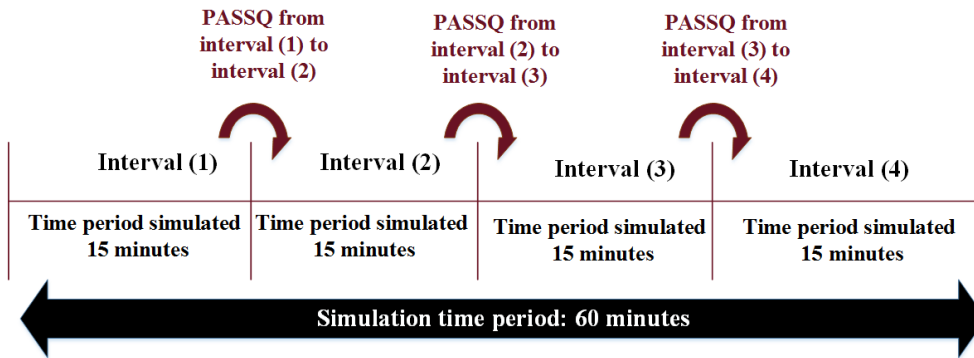 PASSQ from
interval (1) to
interval (2)
PASSQ from
interval (2) to
interval (3)
PASSQ from
interval (3) to
interval (4)
Interval (1)
Interval (2)
Interval (3)
Interval (4)
Time period simulated
15 minutes
Time period simulated
15 minutes
Time period simulated
15 minutes
Time period simulated
15 minutes
Simulation time period: 60 minutes